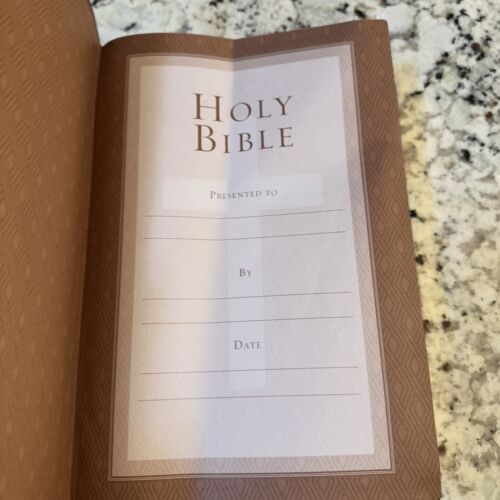 HOLY
BIBLE
PRESENTED TO
BY
DATE